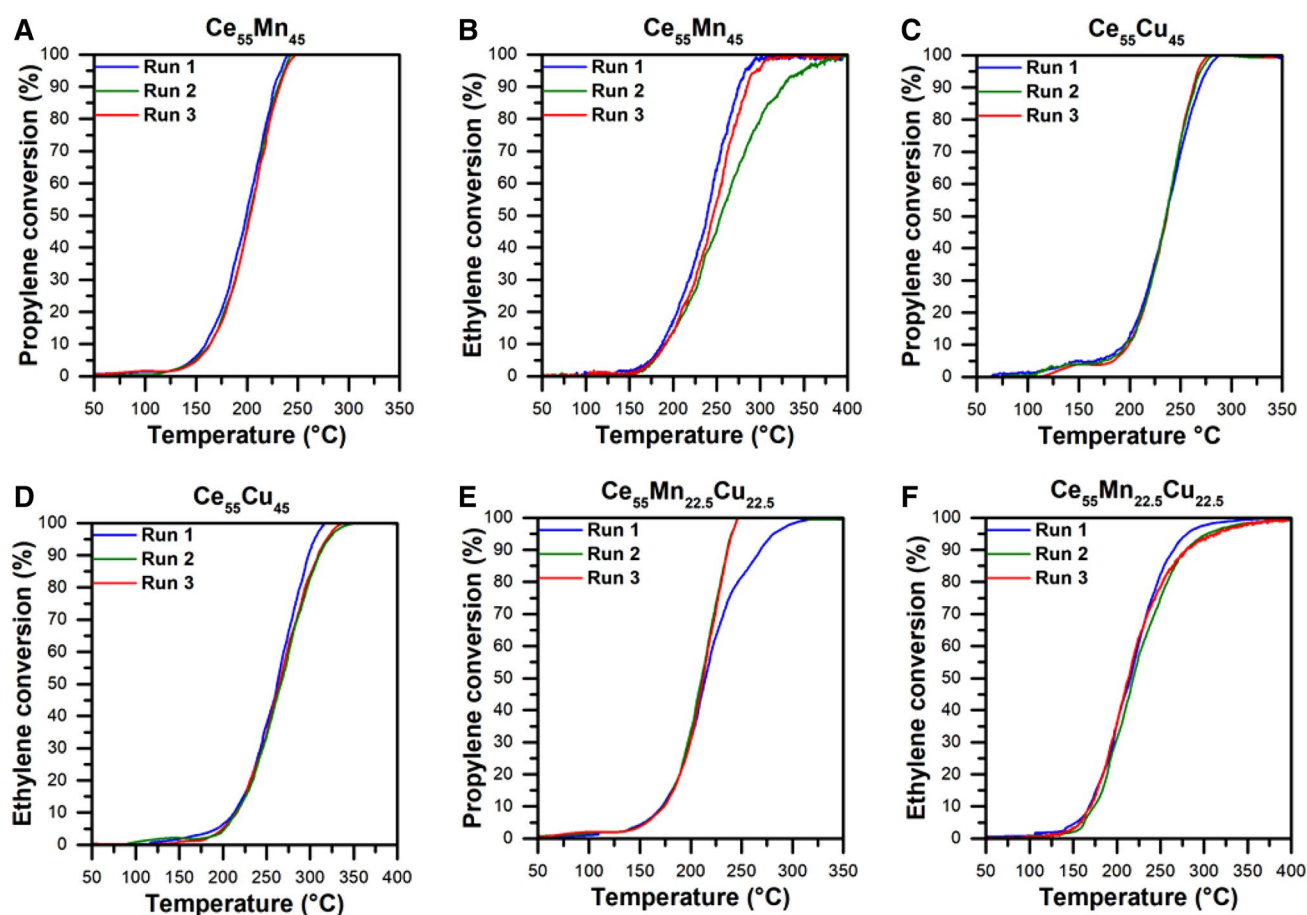 A
Ce55Mn45
Propylene conversion (%)
100
90
80
70
60
50
40
30
20
10
0
Run 1
Run 2
Run 3
50 100 150 200 250 300 350
Temperature (°C)
B
Ce55Mn45
Ethylene conversion (%)
100
90
80
70
60
50
40
30
20
10
0
Run 1
Run 2
Run 3
50 100 150 200 250 300 350 400
Temperature (°C)
C
Ce55Cu45
Propylene conversion (%)
100
90
80
70
60
50
40
30
20
10
0
Run 1
Run 2
Run 3
50 100 150 200 250 300 350
Temperature °C
D
Ce55Cu45
Ethylene conversion (%)
100
90
80
70
60
50
40
30
20
10
0
Run 1
Run 2
Run 3
50 100 150 200 250 300 350 400
Temperature (°C)
E
Ce55Mn22.5Cu22.5
Propylene conversion (%)
100
90
80
70
60
50
40
30
20
10
0
Run 1
Run 2
Run 3
50 100 150 200 250 300 350
Temperature (°C)
F
Ce55Mn22.5Cu22.5
Ethylene conversion (%)
100
90
80
70
60
50
40
30
20
10
0
Run 1
Run 2
Run 3
50 100 150 200 250 300 350 400
Temperature (°C)